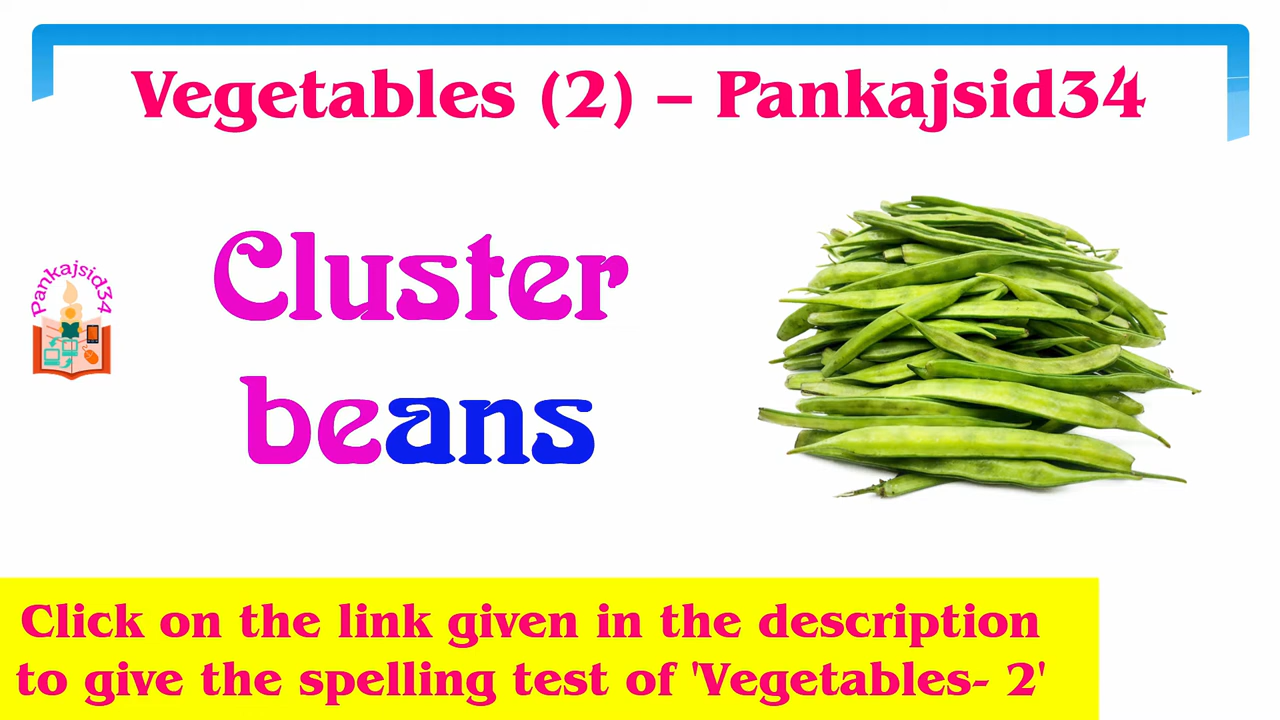 Vegetables (2) – Pankajsid34
Cluster
beans
Pankajsid34
Click on the link given in the description
to give the spelling test of 'Vegetables- 2'